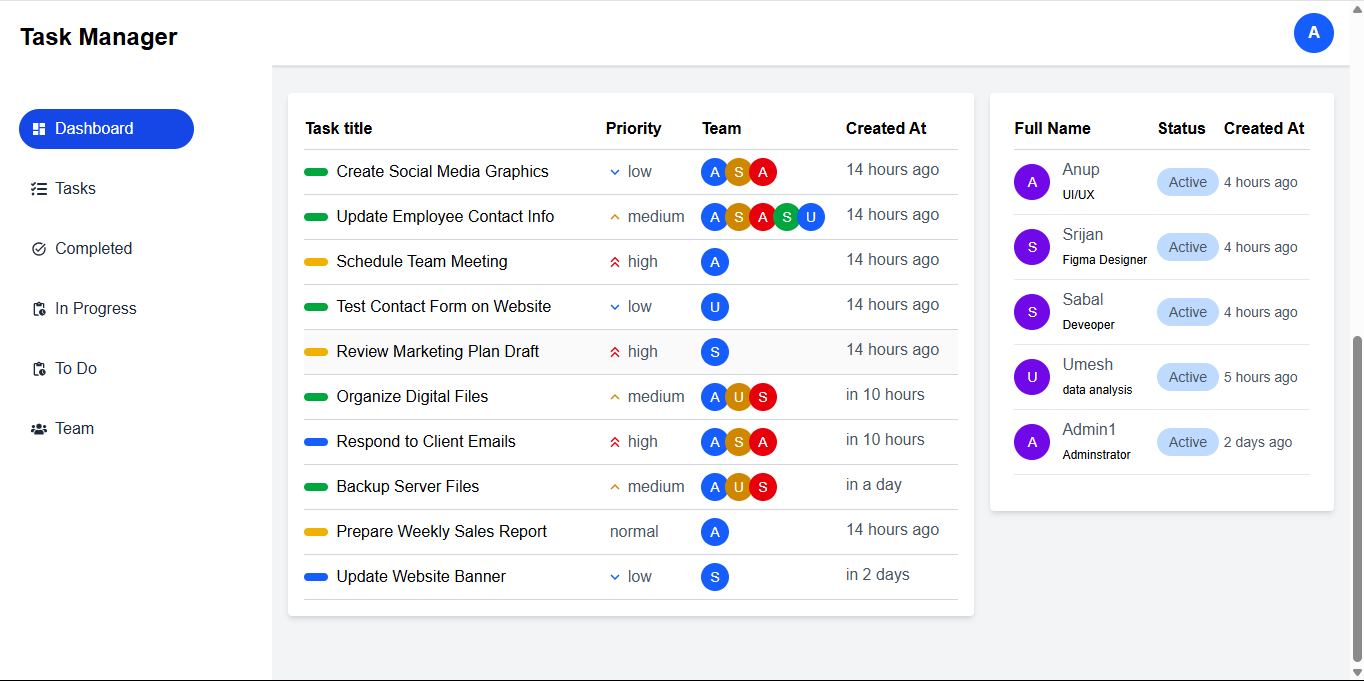 Task Manager
A
Dashboard
Tasks
Completed
In Progress
To Do
Team
Task title Priority Team Created At
Create Social Media Graphics low A S A 14 hours ago
Update Employee Contact Info medium A S A S U 14 hours ago
Schedule Team Meeting high A 14 hours ago
Test Contact Form on Website low U 14 hours ago
Review Marketing Plan Draft high S 14 hours ago
Organize Digital Files medium A U S in 10 hours
Respond to Client Emails high A S A in 10 hours
Backup Server Files medium A U S in a day
Prepare Weekly Sales Report normal A 14 hours ago
Update Website Banner low S in 2 days
Full Name Status Created At
A Anup Active 4 hours ago
UI/UX
S Srijan Active 4 hours ago
Figma Designer
S Sabal Active 4 hours ago
Deveoper
U Umesh Active 5 hours ago
data analysis
A Admin1 Active 2 days ago
Adminstrator